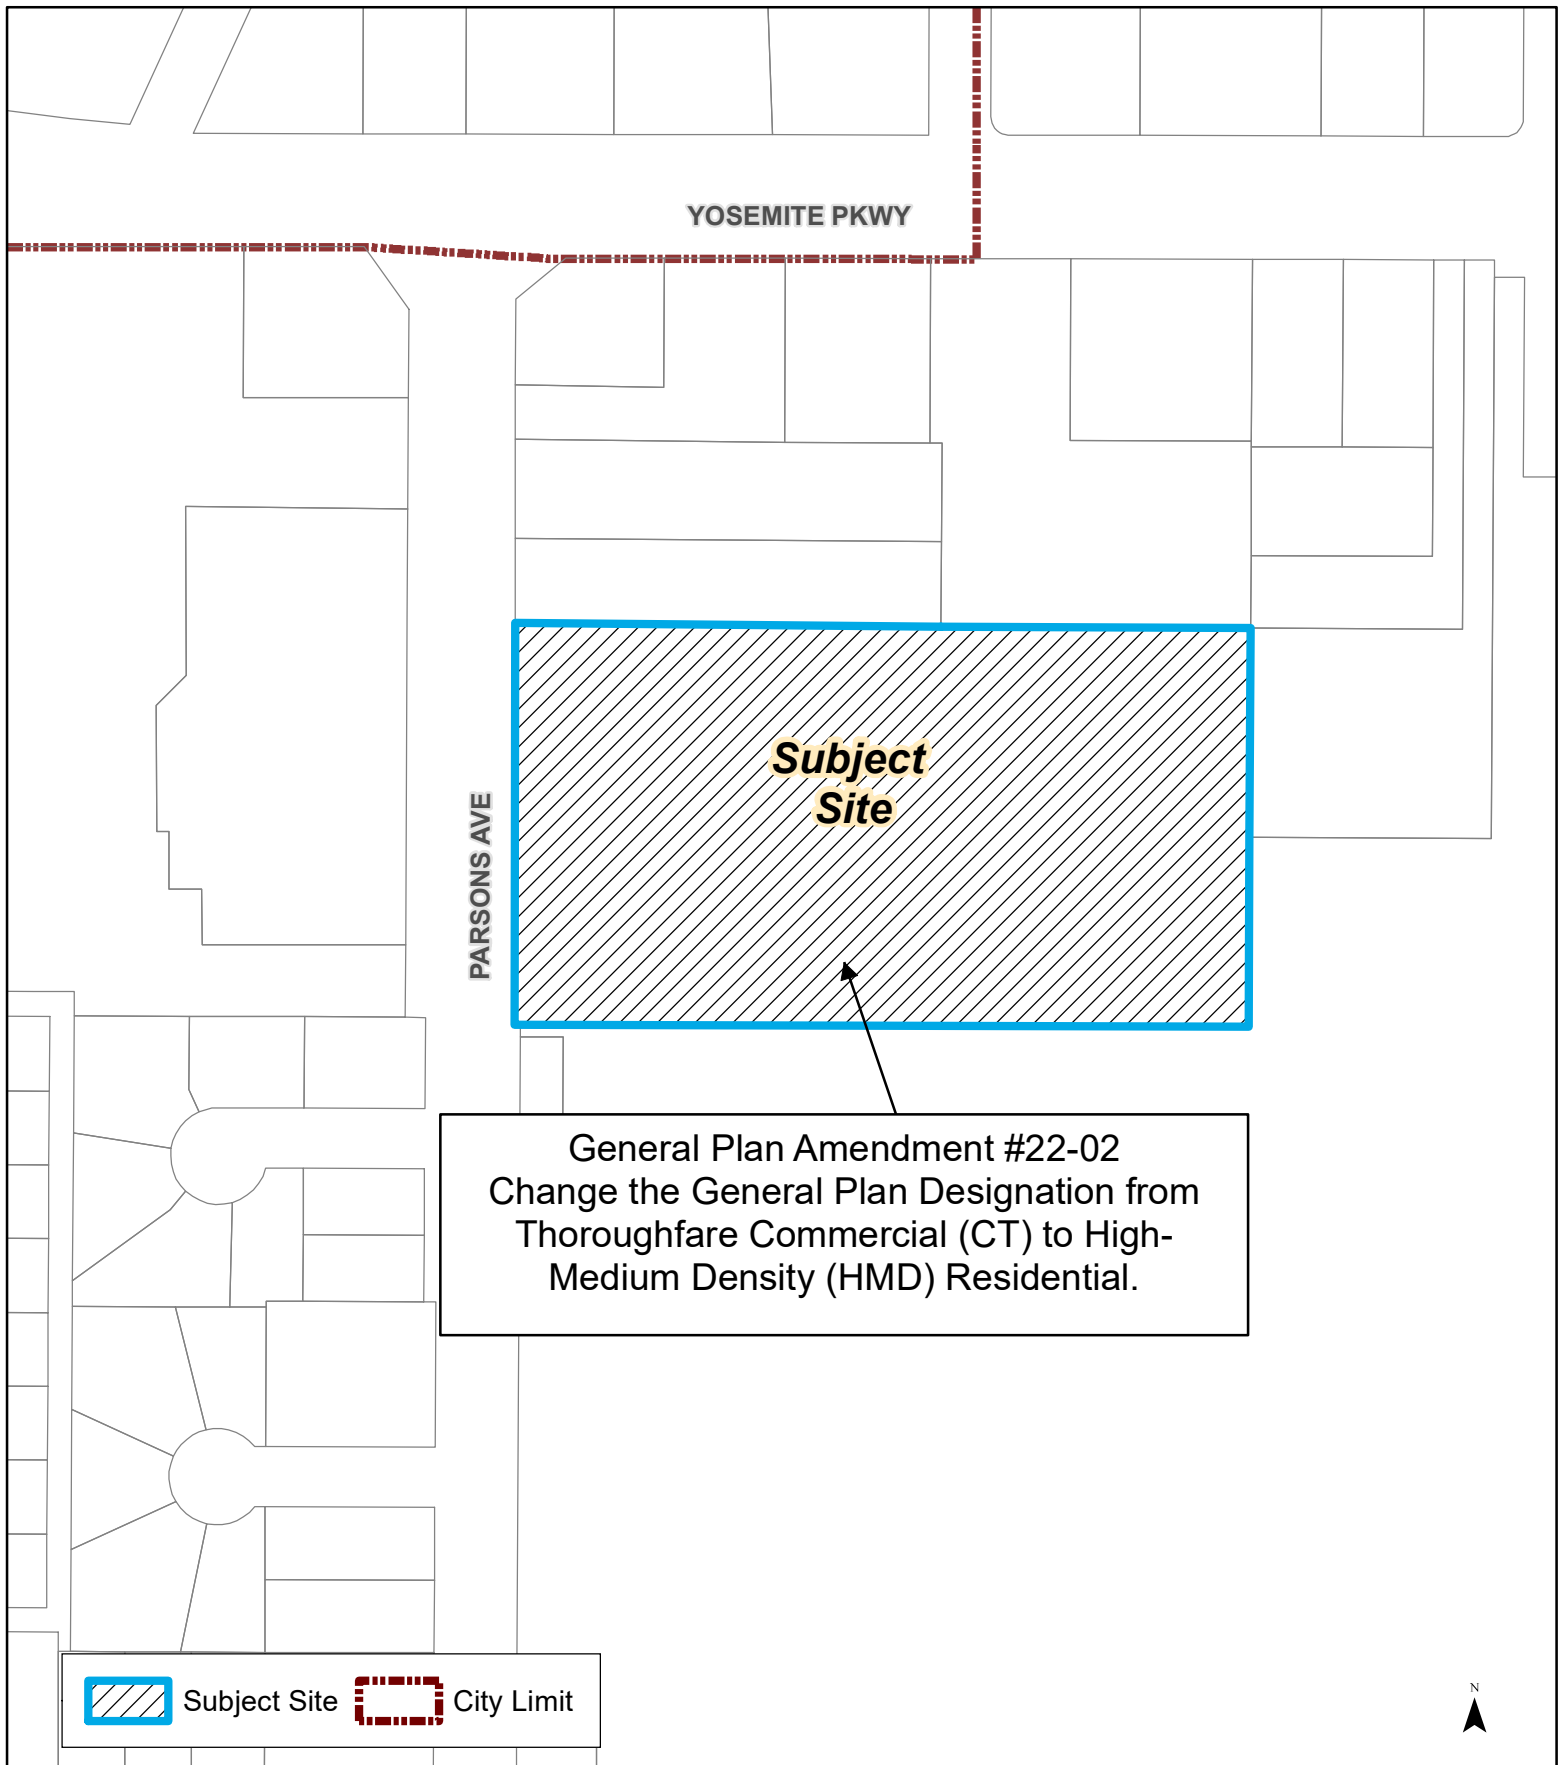 YOSEMITE PKWY
Subject
Site
PARSONS AVE
General Plan Amendment #22-02
Change the General Plan Designation from
Thoroughfare Commercial (CT) to High-
Medium Density (HMD) Residential.
Subject Site
City Limit
N